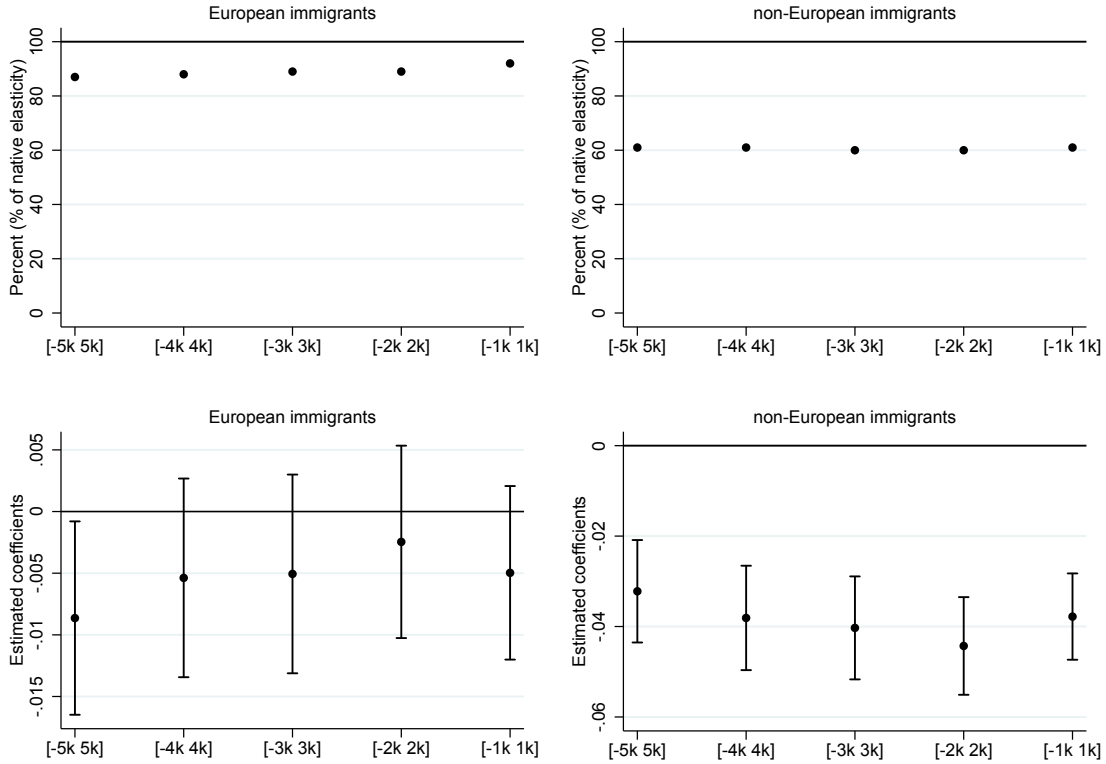 European immigrants
Percent (% of native elasticity)
100
80
60
40
20
0
[-5k 5k] [-4k 4k] [-3k 3k] [-2k 2k] [-1k 1k]
non-European immigrants
Percent (% of native elasticity)
100
80
60
40
20
0
[-5k 5k] [-4k 4k] [-3k 3k] [-2k 2k] [-1k 1k]
European immigrants
Estimated coefficients
.005
0
-.005
-.01
-.015
[-5k 5k] [-4k 4k] [-3k 3k] [-2k 2k] [-1k 1k]
non-European immigrants
Estimated coefficients
0
-.02
-.04
-.06
[-5k 5k] [-4k 4k] [-3k 3k] [-2k 2k] [-1k 1k]